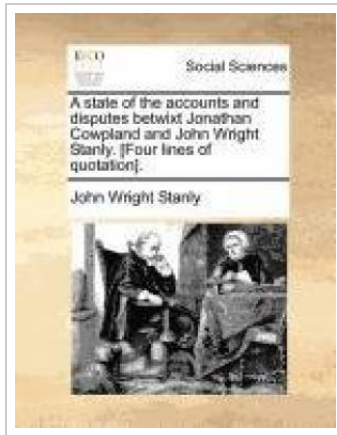 ECCO
Social Sciences
A state of the accounts and
disputes betwixt Jonathan
Cowpland and John Wright
Stanly. [Four lines of
quotation].
John Wright Stanly